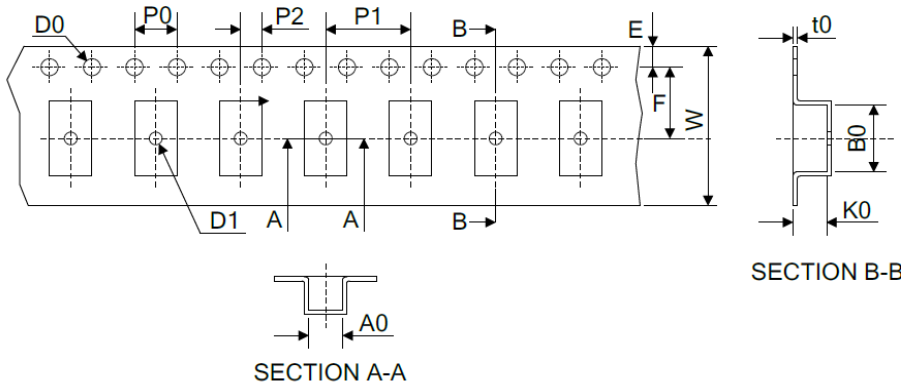 D0
P0
P2
P1
B
E
t0
F
W
B0
D1
A
A
B
K0
SECTION B-B
A0
SECTION A-A